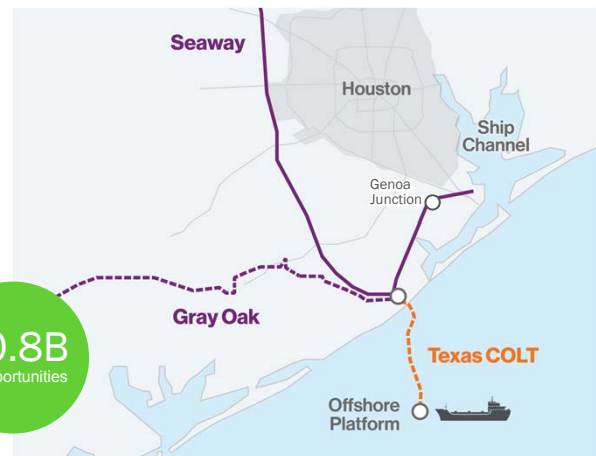 Seaway
Houston
Ship
Channel
Genoa
Junction
Gray Oak
Texas COLT
Offshore
Platform